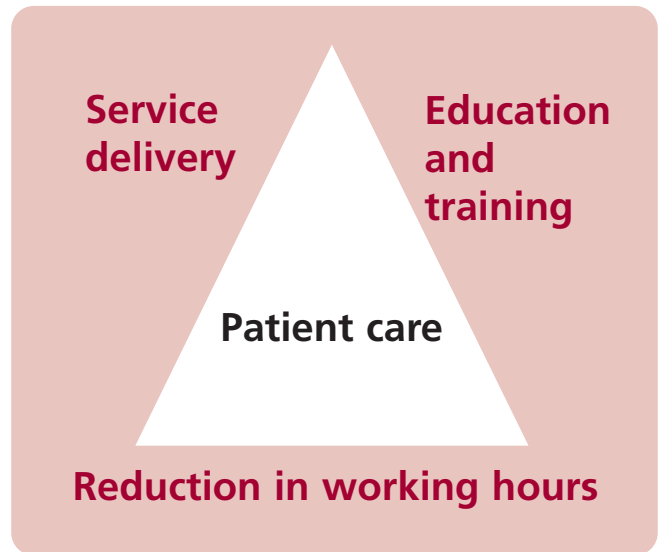 Service
delivery
Education
and
training
Patient care
Reduction in working hours